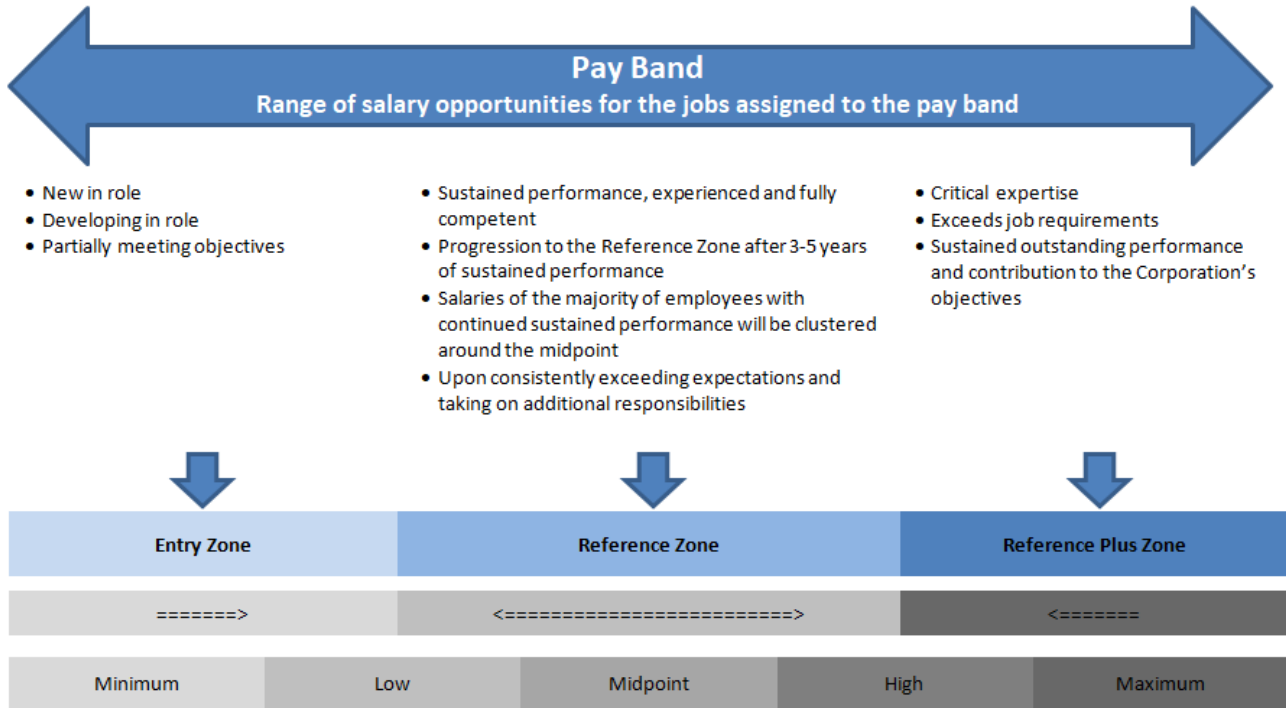 Pay Band
Range of salary opportunities for the jobs assigned to the pay band
• New in role
• Developing in role
• Partially meeting objectives
• Sustained performance, experienced and fully
competent
• Progression to the Reference Zone after 3-5 years
of sustained performance
• Salaries of the majority of employees with
continued sustained performance will be clustered
around the midpoint
• Upon consistently exceeding expectations and
taking on additional responsibilities
• Critical expertise
• Exceeds job requirements
• Sustained outstanding performance
and contribution to the Corporation's
objectives
Entry Zone
Reference Zone
Reference Plus Zone
=======>
<========================>
<=======
Minimum
Low
Midpoint
High
Maximum